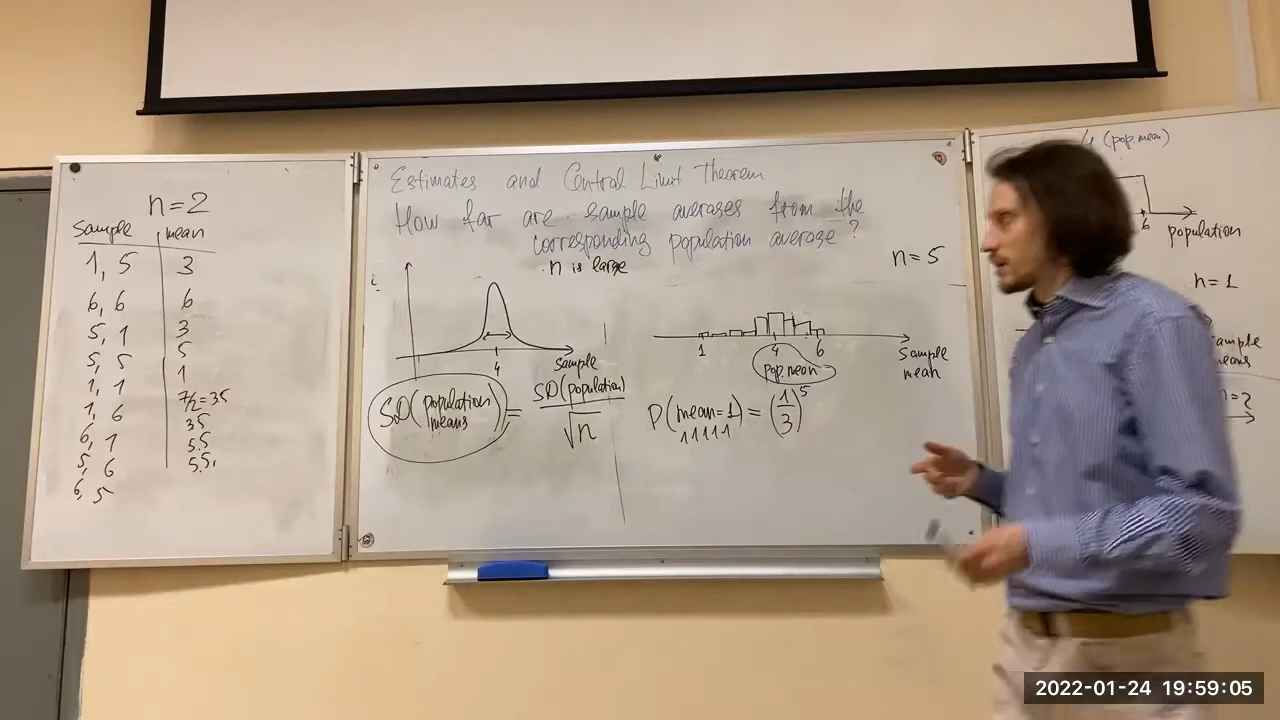 n=2
Sample mean
1, 5 3
6, 6 6
5, 1 3
5, 5 5
1, 1 1
1, 6 7/2=3.5
6, 1 3.5
5, 6 5.5
6, 5 5.5
Estimates and Central Limit Theorem
How far are sample averages from the
corresponding population average?
n is large
4
Sample
SD(population means) = SD(population)/√n
n=5
1 4 6
pop.mean
Sample
mean
P(mean=1) = (1/3)^5
11111
4 (pop.mean)
6
population
n=1
2022-01-24 19:59:05